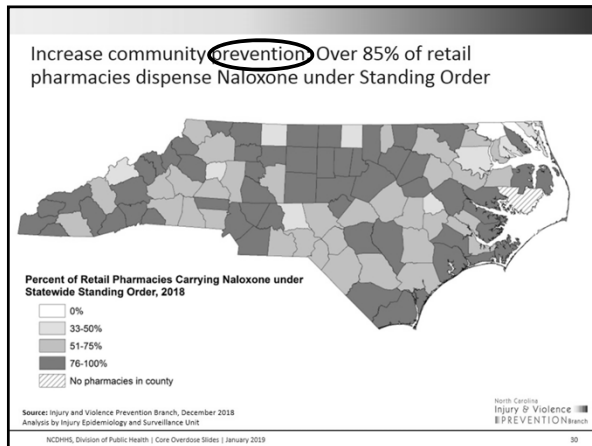 Increase community prevention: Over 85% of retail
pharmacies dispense Naloxone under Standing Order
Percent of Retail Pharmacies Carrying Naloxone under
Statewide Standing Order, 2018
0%
33-50%
51-75%
76-100%
No pharmacies in county
Source: Injury and Violence Prevention Branch, December 2018
Analysis by Injury Epidemiology and Surveillance Unit
North Carolina
Injury & Violence
PREVENTION Branch
NCDHHS, Division of Public Health | Core Overdose Slides | January 2019
30